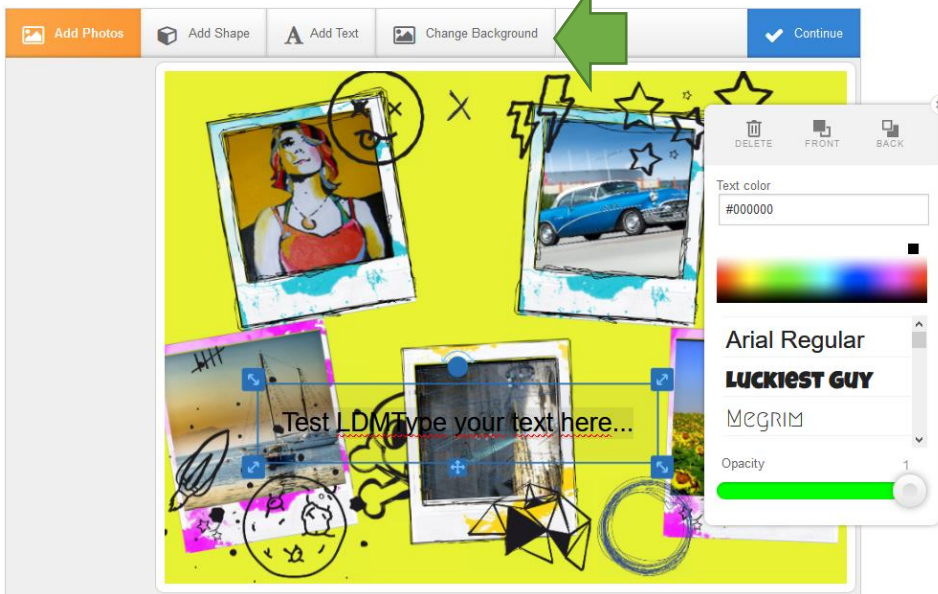 Add Photos
Add Shape
Add Text
Change Background
Continue
DELETE
FRONT
BACK
Text color
#000000
Test LDMType your text here...
Arial Regular
LUCKIEST GUY
MEGRIM
Opacity
1